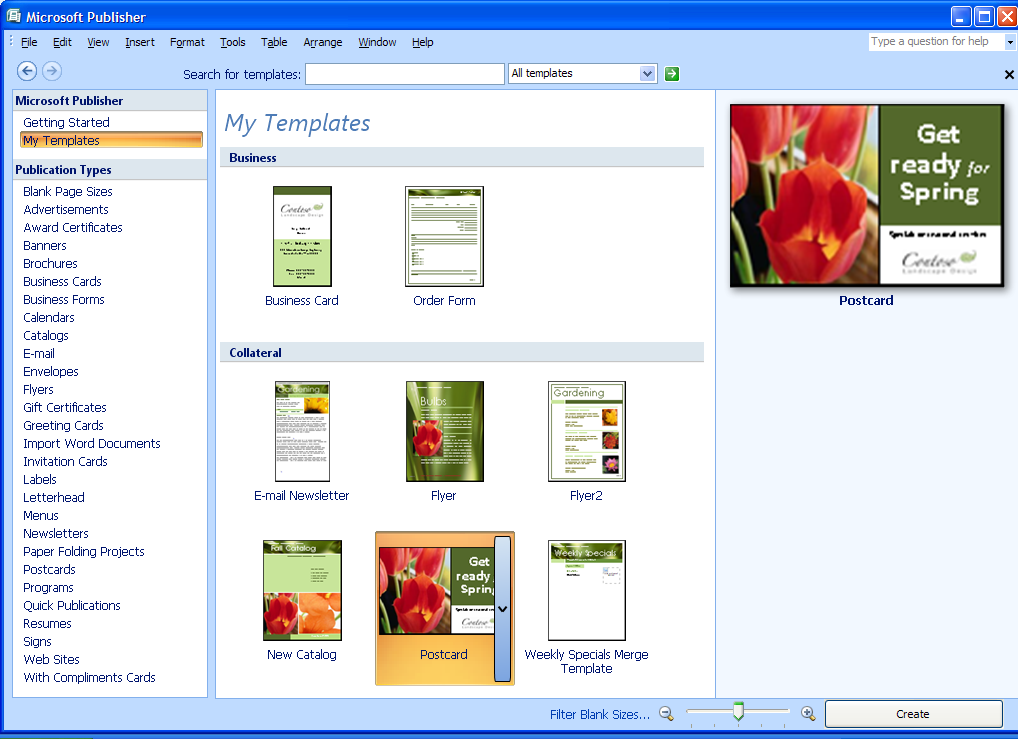 Microsoft Publisher
File Edit View Insert Format Tools Table Arrange Window Help
Type a question for help
Search for templates:
All templates
Microsoft Publisher
Getting Started
My Templates
Publication Types
Blank Page Sizes
Advertisements
Award Certificates
Banners
Brochures
Business Cards
Business Forms
Calendars
Catalogs
E-mail
Envelopes
Flyers
Gift Certificates
Greeting Cards
Import Word Documents
Invitation Cards
Labels
Letterhead
Menus
Newsletters
Paper Folding Projects
Postcards
Programs
Quick Publications
Resumes
Signs
Web Sites
With Compliments Cards
My Templates
Business
Contoso
Landscape Design
Business Card
Order Form
Collateral
Gardening
Bulbs
Gardening
E-mail Newsletter
Flyer
Flyer2
Fall Catalog
Get
ready
Spring
Contoso
Weekly Specials
New Catalog
Postcard
Weekly Specials Merge
Template
Get
ready for
Spring
Contoso
Landscape Design
Postcard
Filter Blank Sizes...
Create